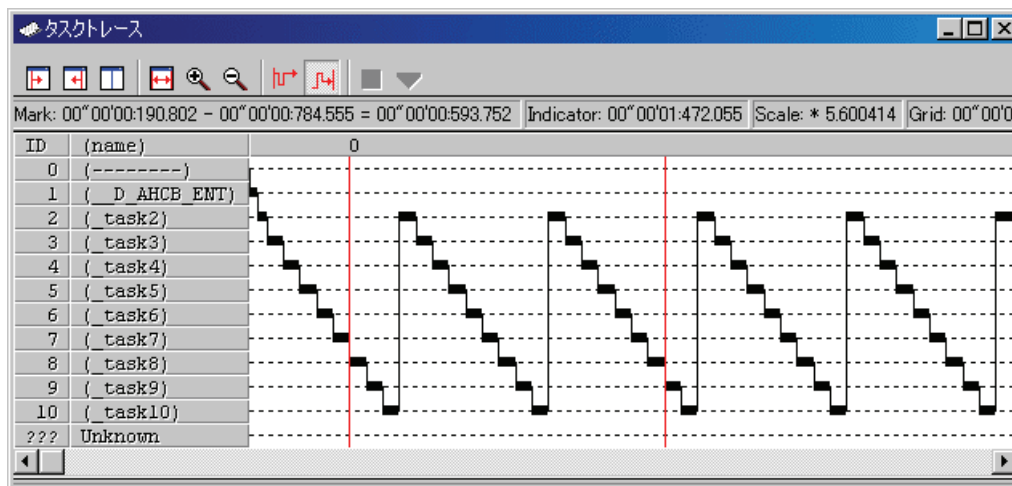 タスクトレース
Mark: 00"00'00:190.802 - 00"00'00:784.555 = 00"00'00:593.752 Indicator: 00"00'01:472.055 Scale: * 5.600414 Grid: 00"00'0
ID (name) 0
0 (--------)
1 (__D_AHCB_ENT)
2 (_task2)
3 (_task3)
4 (_task4)
5 (_task5)
6 (_task6)
7 (_task7)
8 (_task8)
9 (_task9)
10 (_task10)
??? Unknown